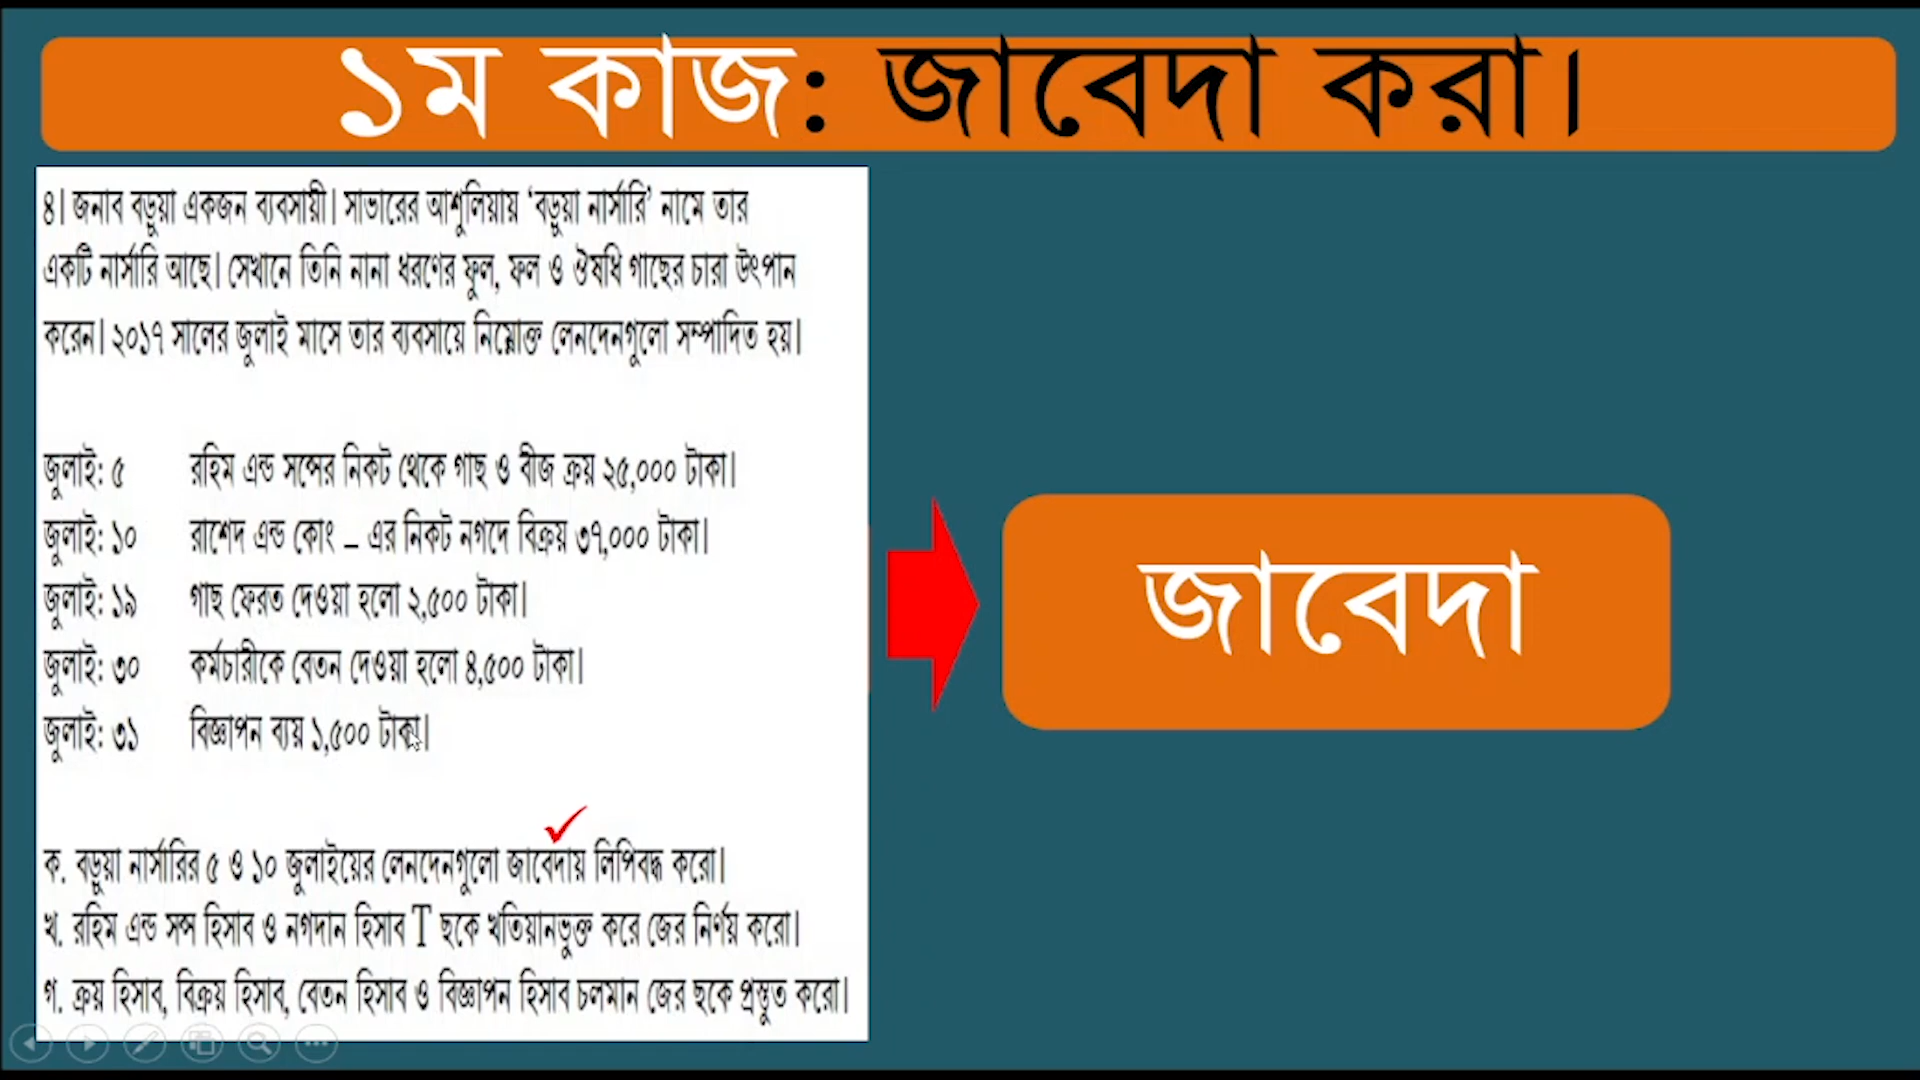 ১ম কাজ: জাবেদা করা।
৪। জনাব বড়ুয়া একজন ব্যবসায়ী। সাভারের আশুলিয়ায় ‘বড়ুয়া নার্সারি’ নামে তার
একটি নার্সারি আছে। সেখানে তিনি নানা ধরণের ফুল, ফল ও ঔষধি গাছের চারা উৎপান
করেন। ২০১৭ সালের জুলাই মাসে তার ব্যবসায়ে নিম্নোক্ত লেনদেনগুলো সম্পাদিত হয়।
জুলাই: ৫ রহিম এন্ড সন্সের নিকট থেকে গাছ ও বীজ ক্রয় ২৫,০০০ টাকা।
জুলাই: ১০ রাশেদ এন্ড কোং – এর নিকট নগদে বিক্রয় ৩৭,০০০ টাকা।
জুলাই: ১৯ গাছ ফেরত দেওয়া হলো ২,৫০০ টাকা।
জুলাই: ৩০ কর্মচারীকে বেতন দেওয়া হলো ৪,৫০০ টাকা।
জুলাই: ৩১ বিজ্ঞাপন ব্যয় ১,৫০০ টাকা।
জাবেদা
ক. বড়ুয়া নার্সারির ৫ ও ১০ জুলাইয়ের লেনদেনগুলো জাবেদায় লিপিবদ্ধ করো।
খ. রহিম এন্ড সন্স হিসাব ও নগদান হিসাব T ছকে খতিয়ানভুক্ত করে জের নির্ণয় করো।
গ. ক্রয় হিসাব, বিক্রয় হিসাব, বেতন হিসাব ও বিজ্ঞাপন হিসাব চলমান জের ছকে প্রস্তুত করো।